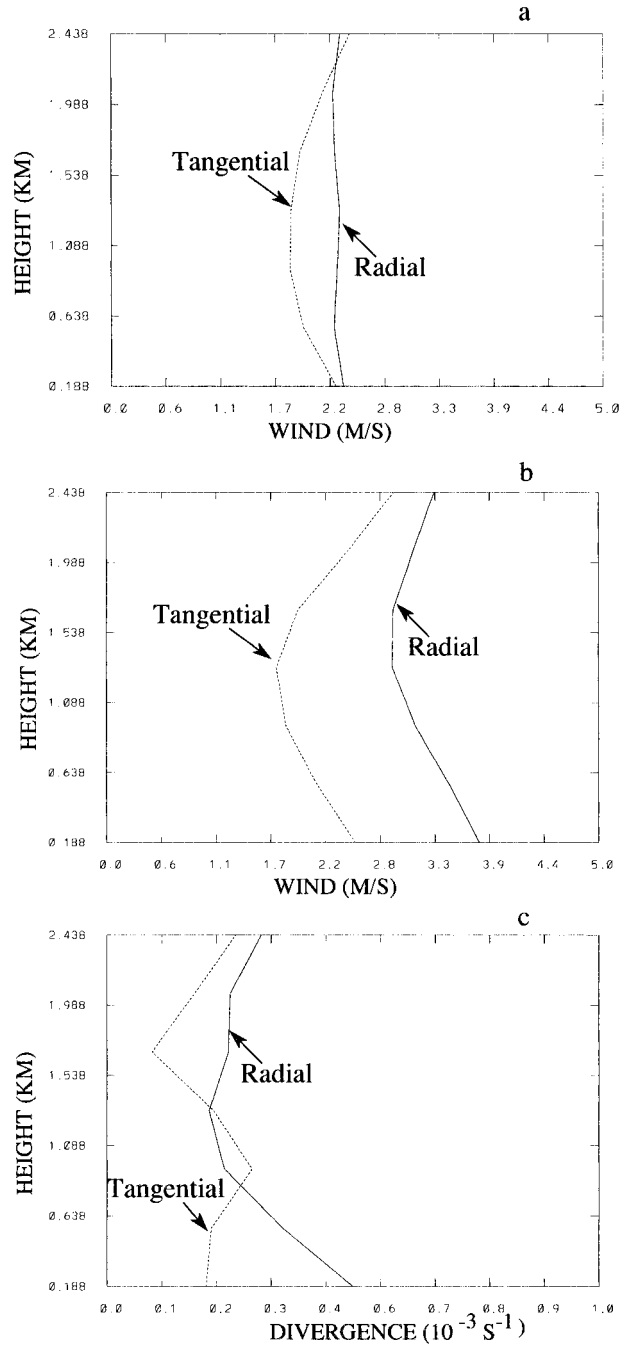 a
2.438
1.988
1.538
1.088
0.638
0.188
HEIGHT (KM)
Tangential
Radial
0.0 0.6 1.1 1.7 2.2 2.8 3.3 3.9 4.4 5.0
WIND (M/S)
b
2.438
1.988
1.538
1.088
0.638
0.188
HEIGHT (KM)
Tangential
Radial
0.0 0.6 1.1 1.7 2.2 2.8 3.3 3.9 4.4 5.0
WIND (M/S)
c
2.438
1.988
1.538
1.088
0.638
0.188
HEIGHT (KM)
Radial
Tangential
0.0 0.1 0.2 0.3 0.4 0.6 0.7 0.8 0.9 1.0
DIVERGENCE (10⁻³ S⁻¹)